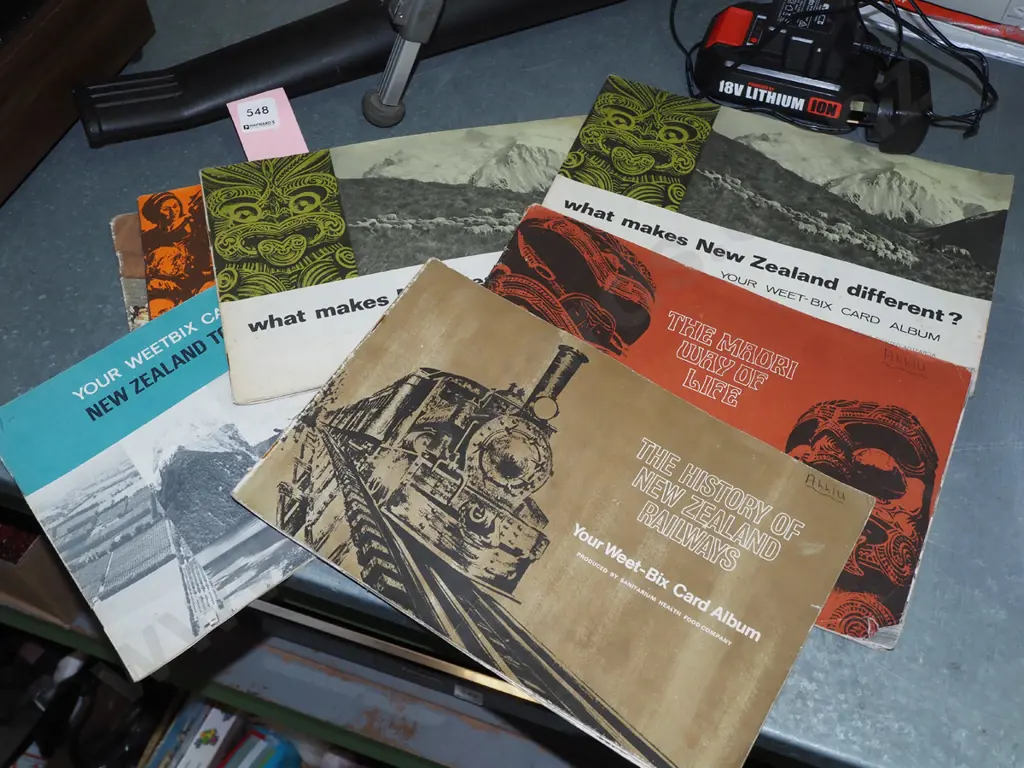 548
18V LITHIUM ION
what makes New Zealand different?
YOUR WEET-BIX CARD ALBUM
what makes
YOUR WEETBIX CA
NEW ZEALAND TO
THE MAORI
WAY OF
LIFE
THE HISTORY OF
NEW ZEALAND
RAILWAYS
Your Weet-Bix Card Album
PRODUCED BY SANITARIUM HEALTH FOOD COMPANY